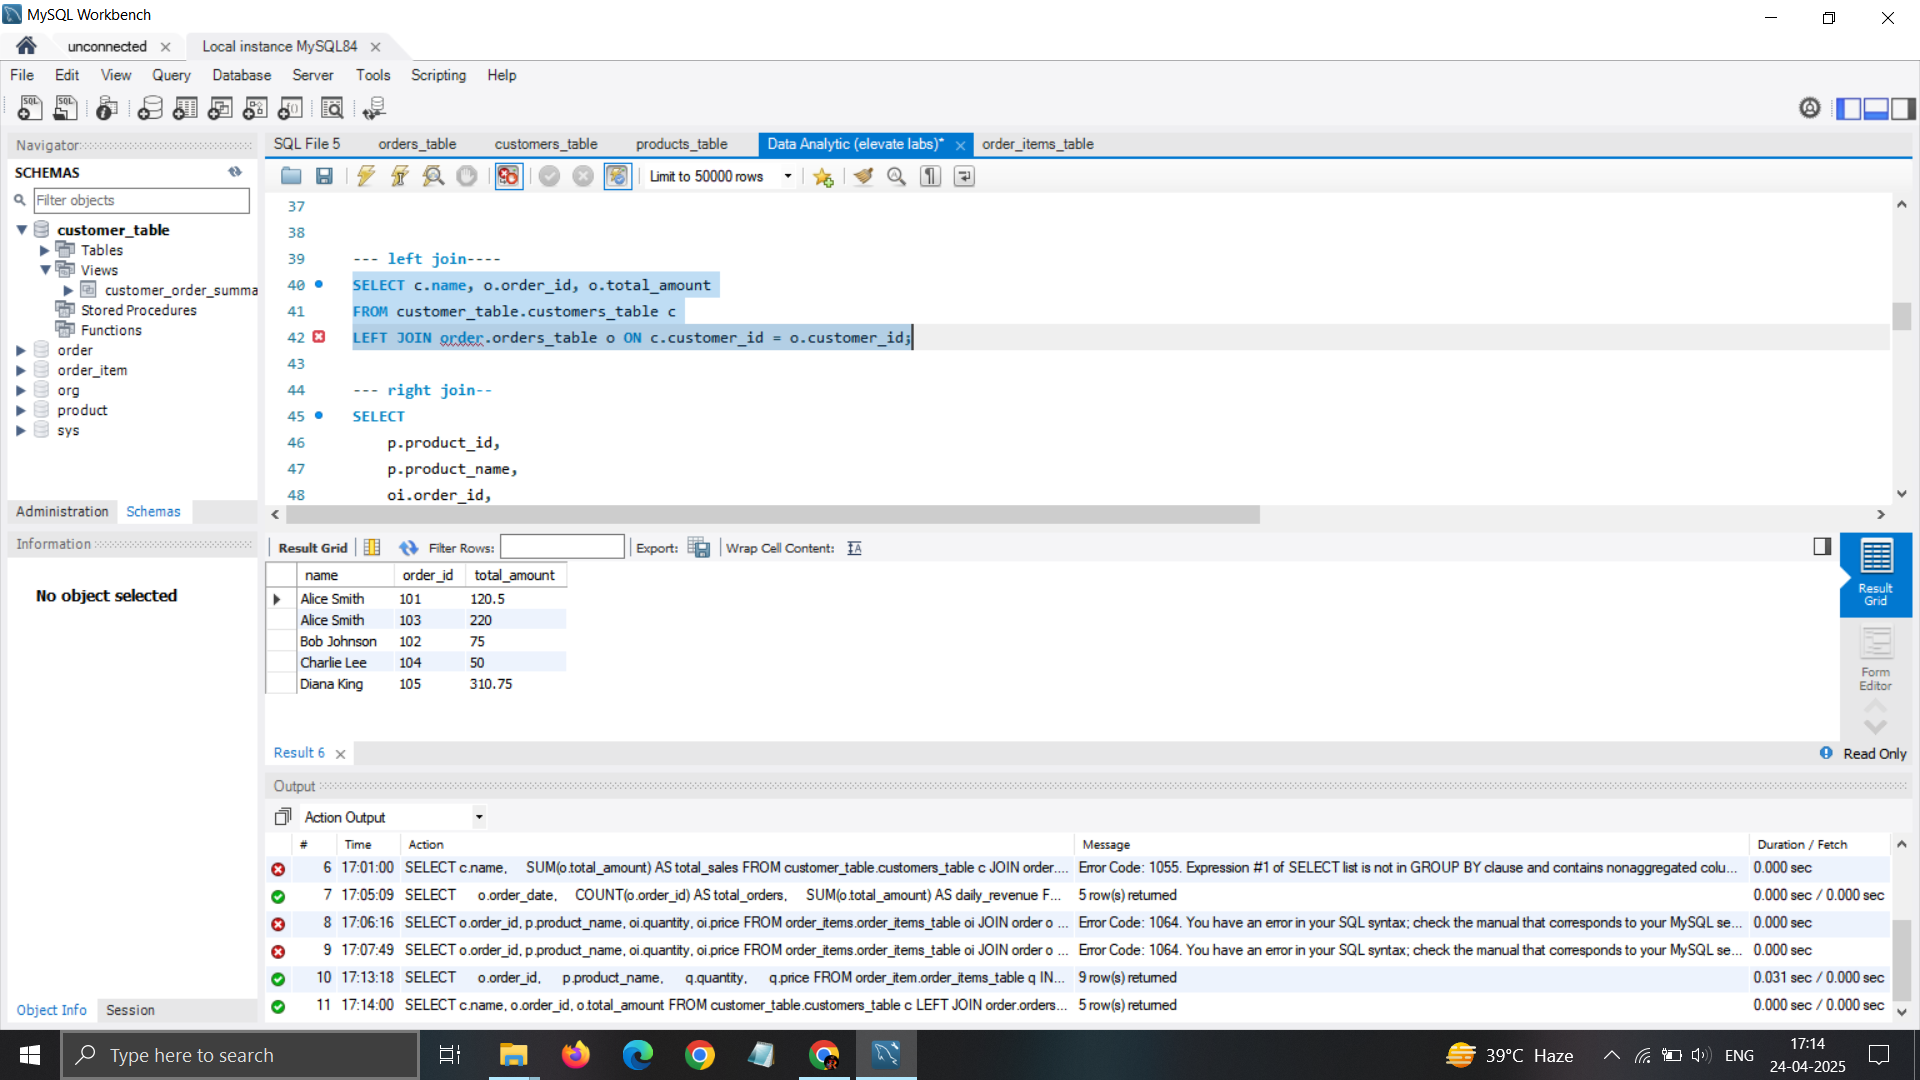 MySQL Workbench
unconnected
Local instance MySQL84
File Edit View Query Database Server Tools Scripting Help
Navigator
SCHEMAS
Filter objects
customer_table
Tables
Views
customer_order_summa
Stored Procedures
Functions
order
order_item
org
product
sys
Administration Schemas
Information
No object selected
Object Info Session
SQL File 5 orders_table customers_table products_table Data Analytic (elevate labs)* order_items_table
Limit to 50000 rows
37
38
39 --- left join----
40 SELECT c.name, o.order_id, o.total_amount
41 FROM customer_table.customers_table c
42 LEFT JOIN order.orders_table o ON c.customer_id = o.customer_id;
43
44 --- right join--
45 SELECT
46 p.product_id,
47 p.product_name,
48 oi.order_id,
Result Grid Filter Rows: Export: Wrap Cell Content:
name order_id total_amount
Alice Smith 101 120.5
Alice Smith 103 220
Bob Johnson 102 75
Charlie Lee 104 50
Diana King 105 310.75
Result Grid
Form Editor
Result 6
Read Only
Output
Action Output
# Time Action Message Duration / Fetch
6 17:01:00 SELECT c.name, SUM(o.total_amount) AS total_sales FROM customer_table.customers_table c JOIN order.... Error Code: 1055. Expression #1 of SELECT list is not in GROUP BY clause and contains nonaggregated colu... 0.000 sec
7 17:05:09 SELECT o.order_date, COUNT(o.order_id) AS total_orders, SUM(o.total_amount) AS daily_revenue F... 5 row(s) returned 0.000 sec / 0.000 sec
8 17:06:16 SELECT o.order_id, p.product_name, oi.quantity, oi.price FROM order_items.order_items_table oi JOIN order o ... Error Code: 1064. You have an error in your SQL syntax; check the manual that corresponds to your MySQL se... 0.000 sec
9 17:07:49 SELECT o.order_id, p.product_name, oi.quantity, oi.price FROM order_items.order_items_table oi JOIN order o ... Error Code: 1064. You have an error in your SQL syntax; check the manual that corresponds to your MySQL se... 0.000 sec
10 17:13:18 SELECT o.order_id, p.product_name, q.quantity, q.price FROM order_item.order_items_table q IN... 9 row(s) returned 0.031 sec / 0.000 sec
11 17:14:00 SELECT c.name, o.order_id, o.total_amount FROM customer_table.customers_table c LEFT JOIN order.orders... 5 row(s) returned 0.000 sec / 0.000 sec
Type here to search
39°C Haze
ENG
17:14
24-04-2025